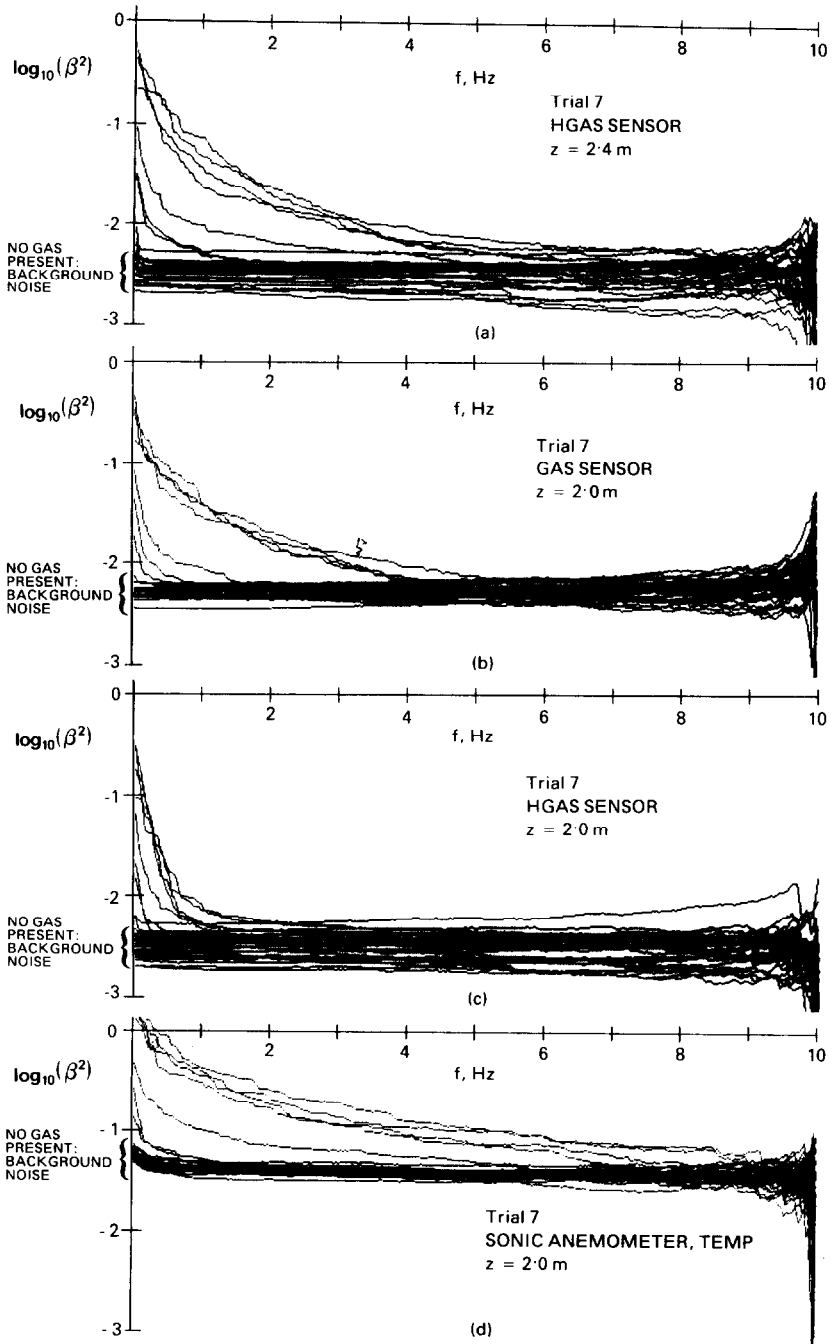 0
2
4
6
8
10
log₁₀(β²)
f, Hz
Trial 7
HGAS SENSOR
z = 2·4 m
-1
-2
NO GAS
PRESENT:
BACKGROUND
NOISE
-3
(a)
0
2
4
6
8
10
log₁₀(β²)
f, Hz
Trial 7
GAS SENSOR
z = 2·0 m
-1
-2
NO GAS
PRESENT:
BACKGROUND
NOISE
-3
(b)
0
2
4
6
8
10
log₁₀(β²)
f, Hz
Trial 7
HGAS SENSOR
z = 2·0 m
-1
-2
NO GAS
PRESENT:
BACKGROUND
NOISE
-3
(c)
0
2
4
6
8
10
log₁₀(β²)
f, Hz
-1
NO GAS
PRESENT:
BACKGROUND
NOISE
-2
Trial 7
SONIC ANEMOMETER, TEMP
z = 2·0 m
-3
(d)